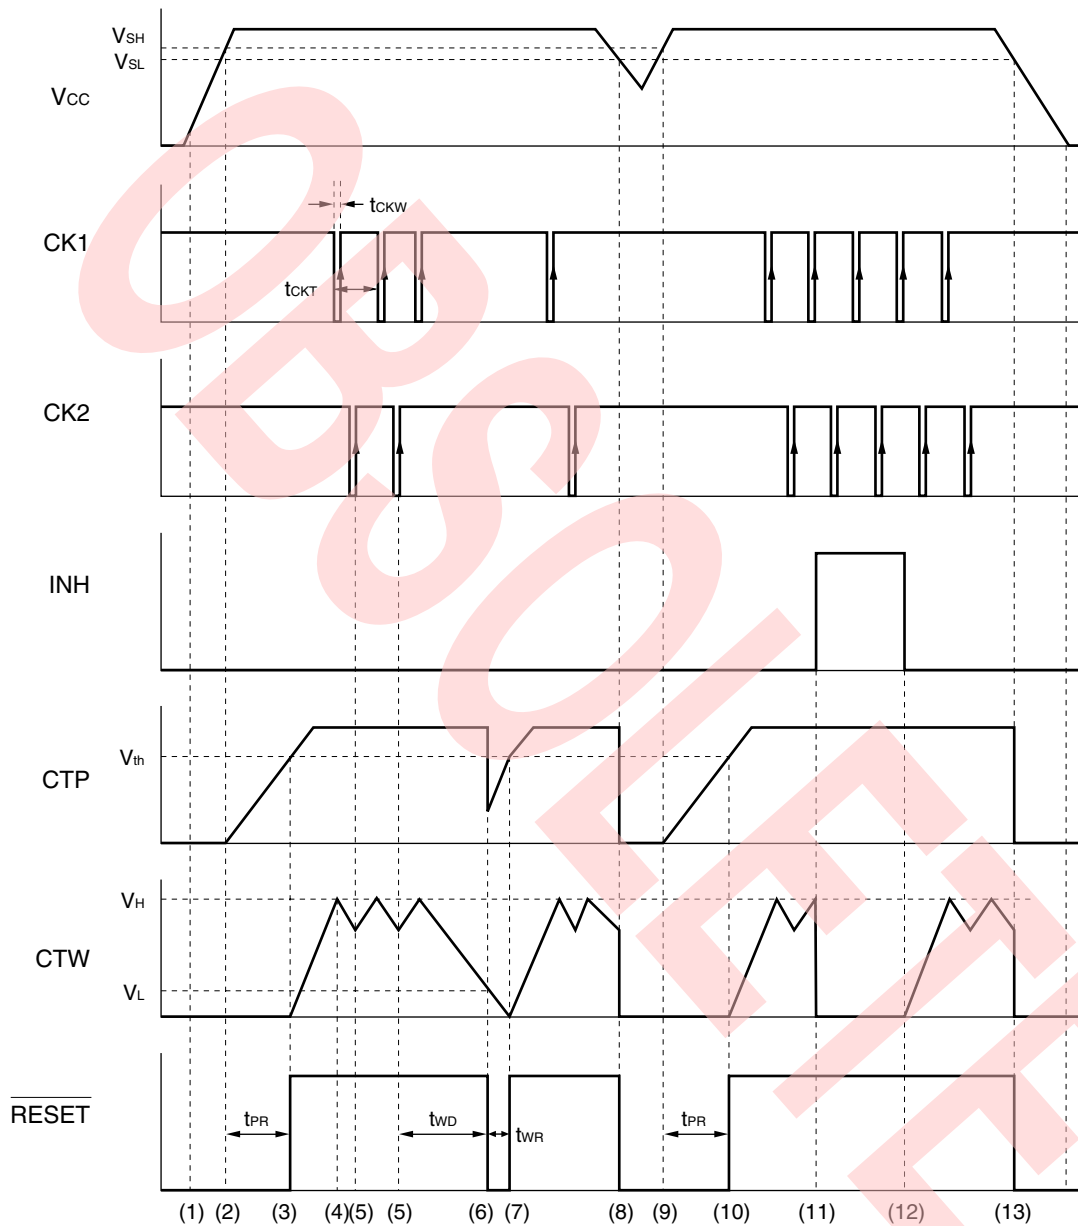 VSH
VSL
VCC
tCKW
CK1
tCKT
CK2
INH
Vth
CTP
VH
CTW
VL
RESET
tPR
tWD
tWR
tPR
(1) (2) (3) (4)(5) (5) (6) (7) (8) (9) (10) (11) (12) (13)
OBSOLETE